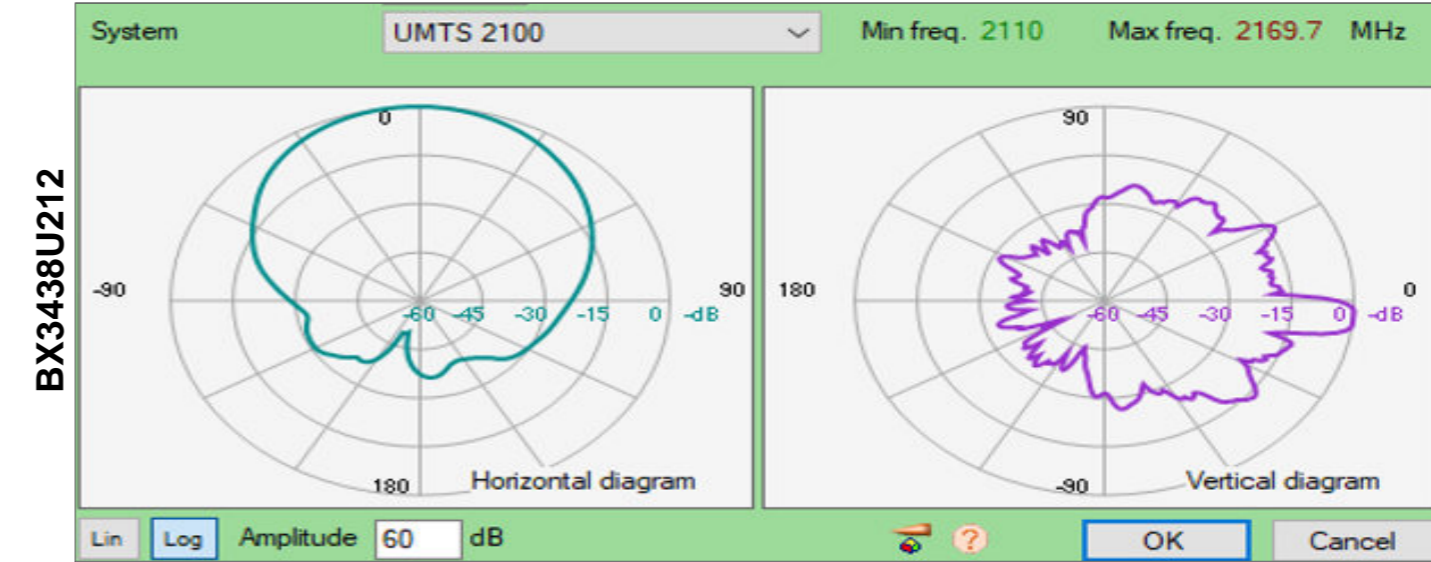 BX3438U212
System UMTS 2100 Min freq. 2110 Max freq. 2169.7 MHz
0
-90 90
-60 -45 -30 -15 0 -dB
180 Horizontal diagram
90
180 0
-60 -45 -30 -15 0 -dB
-90 Vertical diagram
Lin Log Amplitude 60 dB ? OK Cancel